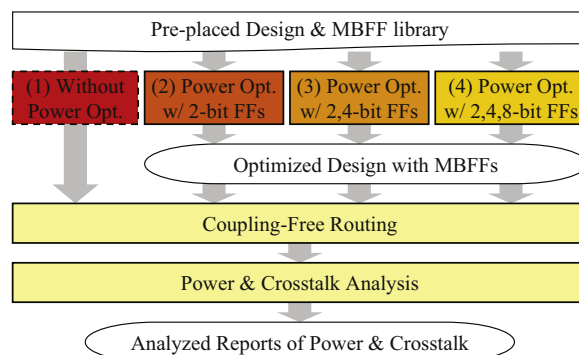 Pre-placed Design & MBFF library
(1) Without
Power Opt.
(2) Power Opt.
w/ 2-bit FFs
(3) Power Opt.
w/ 2,4-bit FFs
(4) Power Opt.
w/ 2,4,8-bit FFs
Optimized Design with MBFFs
Coupling-Free Routing
Power & Crosstalk Analysis
Analyzed Reports of Power & Crosstalk